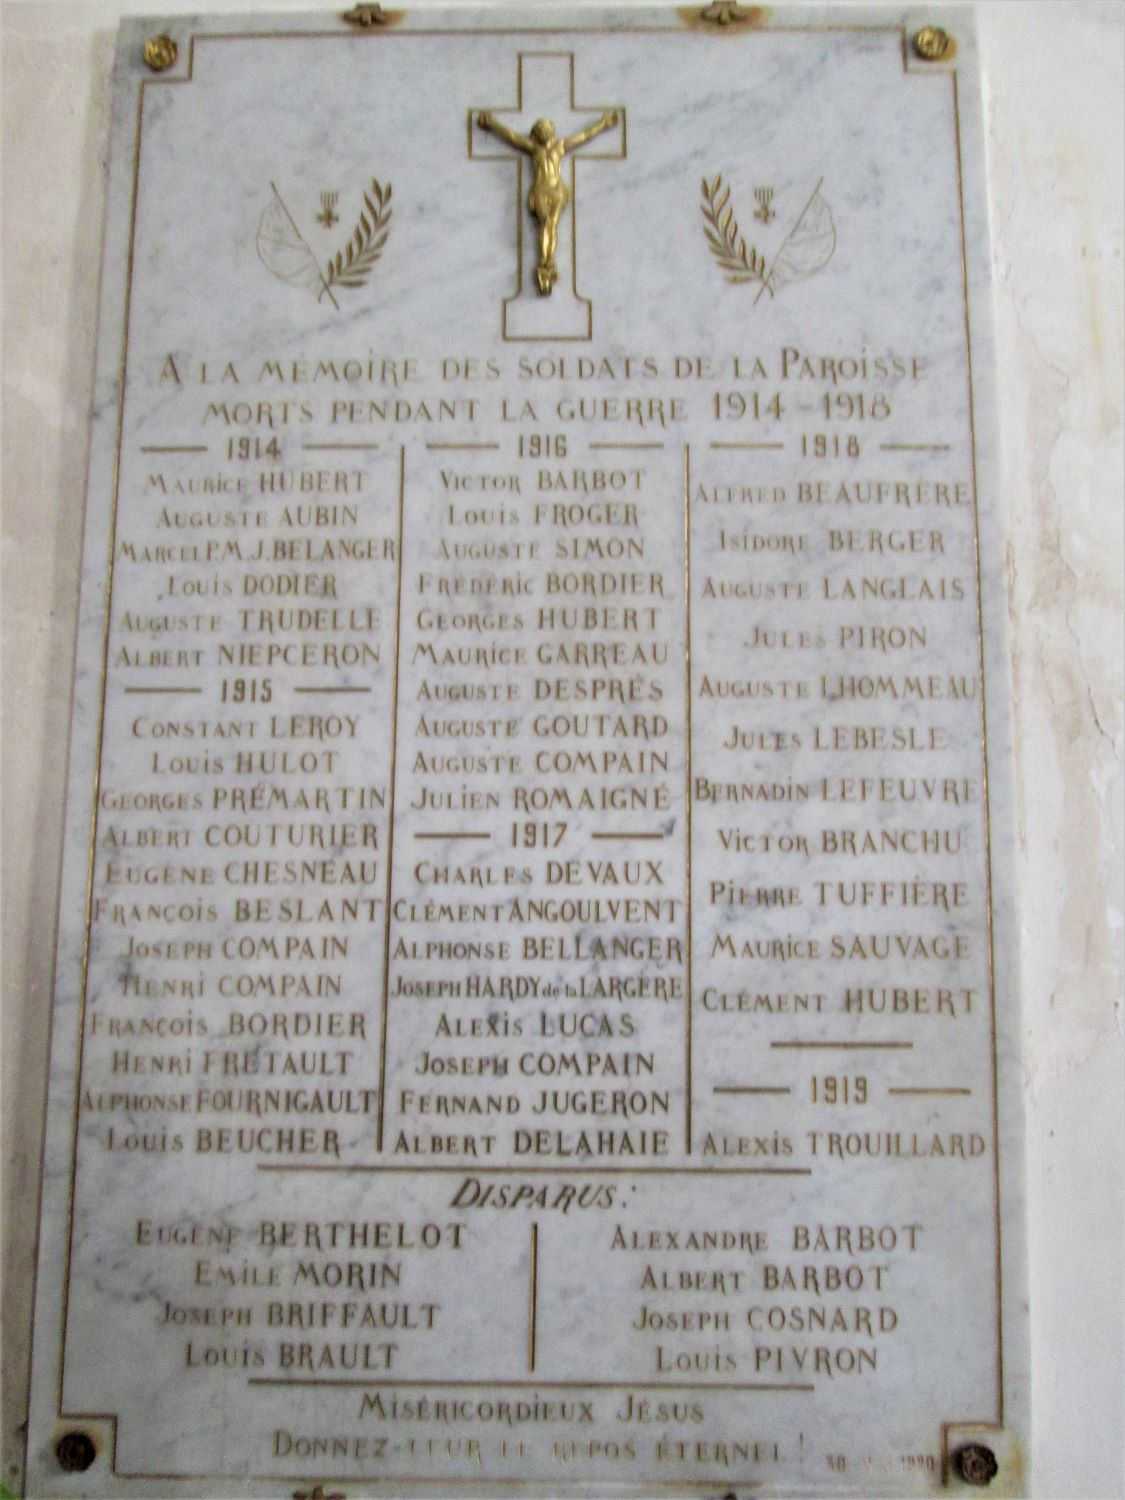 A LA MÉMOIRE DES SOLDATS DE LA PAROISSE
MORTS PENDANT LA GUERRE 1914-1918
1914
MAURICE HUBERT
AUGUSTE AUBIN
MARCEL P.M.J. BELANGER
LOUIS DODIER
AUGUSTE TRUDELLE
ALBERT NIEPCERON
1915
CONSTANT LEROY
LOUIS HULOT
GEORGES PRÉMARTIN
ALBERT COUTURIER
EUGÈNE CHESNEAU
FRANÇOIS BESLANT
JOSEPH COMPAIN
HENRI COMPAIN
FRANÇOIS BORDIER
HENRI FRETAULT
ALPHONSE FOURNIGAULT
LOUIS BEUCHER
1916
VICTOR BARBOT
LOUIS FROGER
AUGUSTE SIMON
FRÉDÉRIC BORDIER
GEORGES HUBERT
MAURICE GARREAU
AUGUSTE DESPRÈS
AUGUSTE GOUTARD
AUGUSTE COMPAIN
JULIEN ROMAIGNÉ
1917
CHARLES DEVAUX
CLÉMENT ANGOULVENT
ALPHONSE BELLANGER
JOSEPH HARDY de la LARGÈRE
ALEXIS LUCAS
JOSEPH COMPAIN
FERNAND JUGERON
ALBERT DELAHAIE
1918
ALFRED BEAUFRÈRE
ISIDORE BERGER
AUGUSTE LANGLAIS
JULES PIRON
AUGUSTE LHOMMEAU
JULES LEBESLE
BERNADIN LEFEUVRE
VICTOR BRANCHU
PIERRE TUFFIÈRE
MAURICE SAUVAGE
CLÉMENT HUBERT
1919
ALEXIS TROUILLARD
DISPARUS:
EUGÈNE BERTHELOT
EMILE MORIN
JOSEPH BRIFFAULT
LOUIS BRAULT
ALEXANDRE BARBOT
ALBERT BARBOT
JOSEPH COSNARD
LOUIS PIVRON
MISÉRICORDIEUX JÉSUS
DONNEZ-LEUR LE REPOS ÉTERNEL!